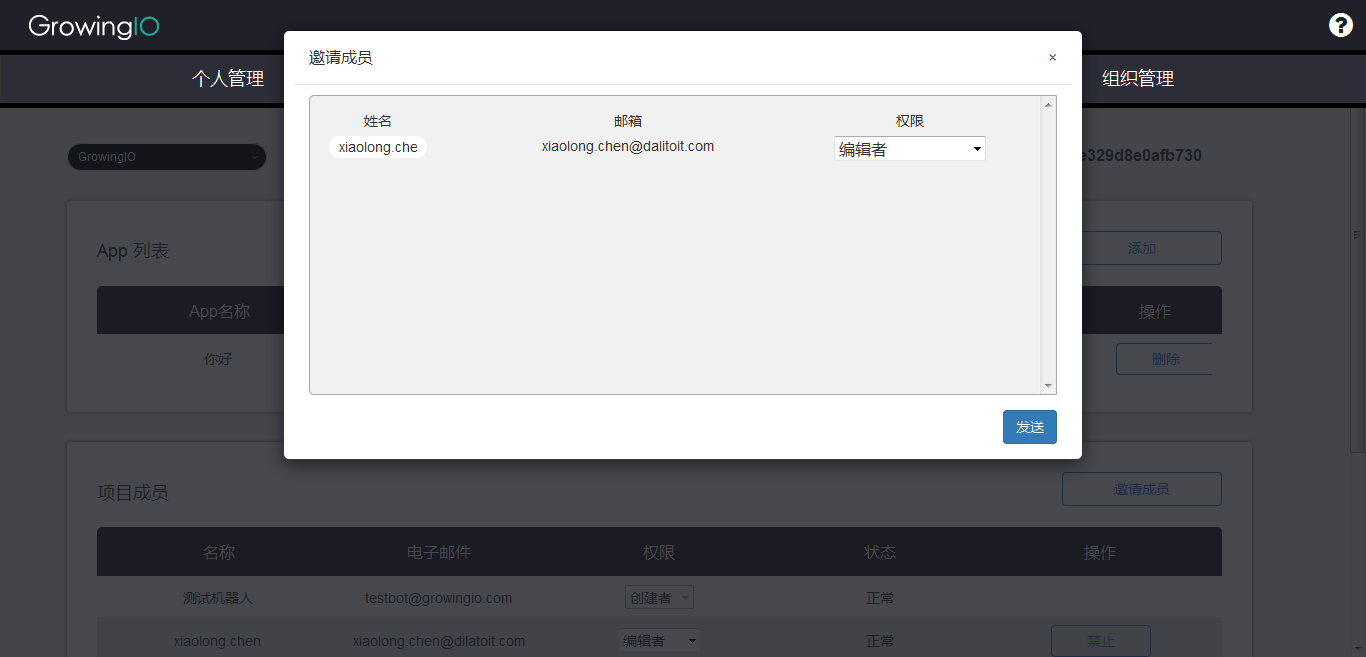 GrowingIO
?
个人管理
组织管理
邀请成员
×
姓名 邮箱 权限
xiaolong.che xiaolong.chen@dalitoit.com 编辑者
发送
GrowingIO
e329d8e0afb730
App 列表
添加
App名称 操作
你好 删除
项目成员
邀请成员
名称 电子邮件 权限 状态 操作
测试机器人 testbot@growingio.com 创建者 正常
xiaolong.chen xiaolong.chen@dilatoit.com 编辑者 正常 禁止